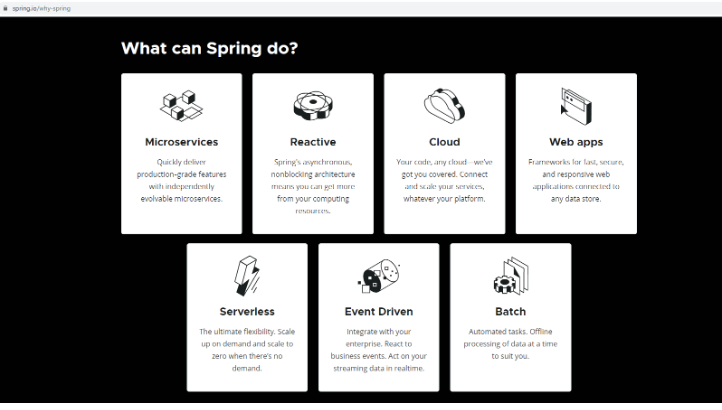 spring.io/why-spring
What can Spring do?
Microservices
Quickly deliver
production-grade features
with independently
evolvable microservices.
Reactive
Spring's asynchronous,
nonblocking architecture
means you can get more
from your computing
resources.
Cloud
Your code, any cloud—we've
got you covered. Connect
and scale your services,
whatever your platform.
Web apps
Frameworks for fast, secure,
and responsive web
applications connected to
any data store.
Serverless
The ultimate flexibility. Scale
up on demand and scale to
zero when there's no
demand.
Event Driven
Integrate with your
enterprise. React to
business events. Act on your
streaming data in realtime.
Batch
Automated tasks. Offline
processing of data at a time
to suit you.